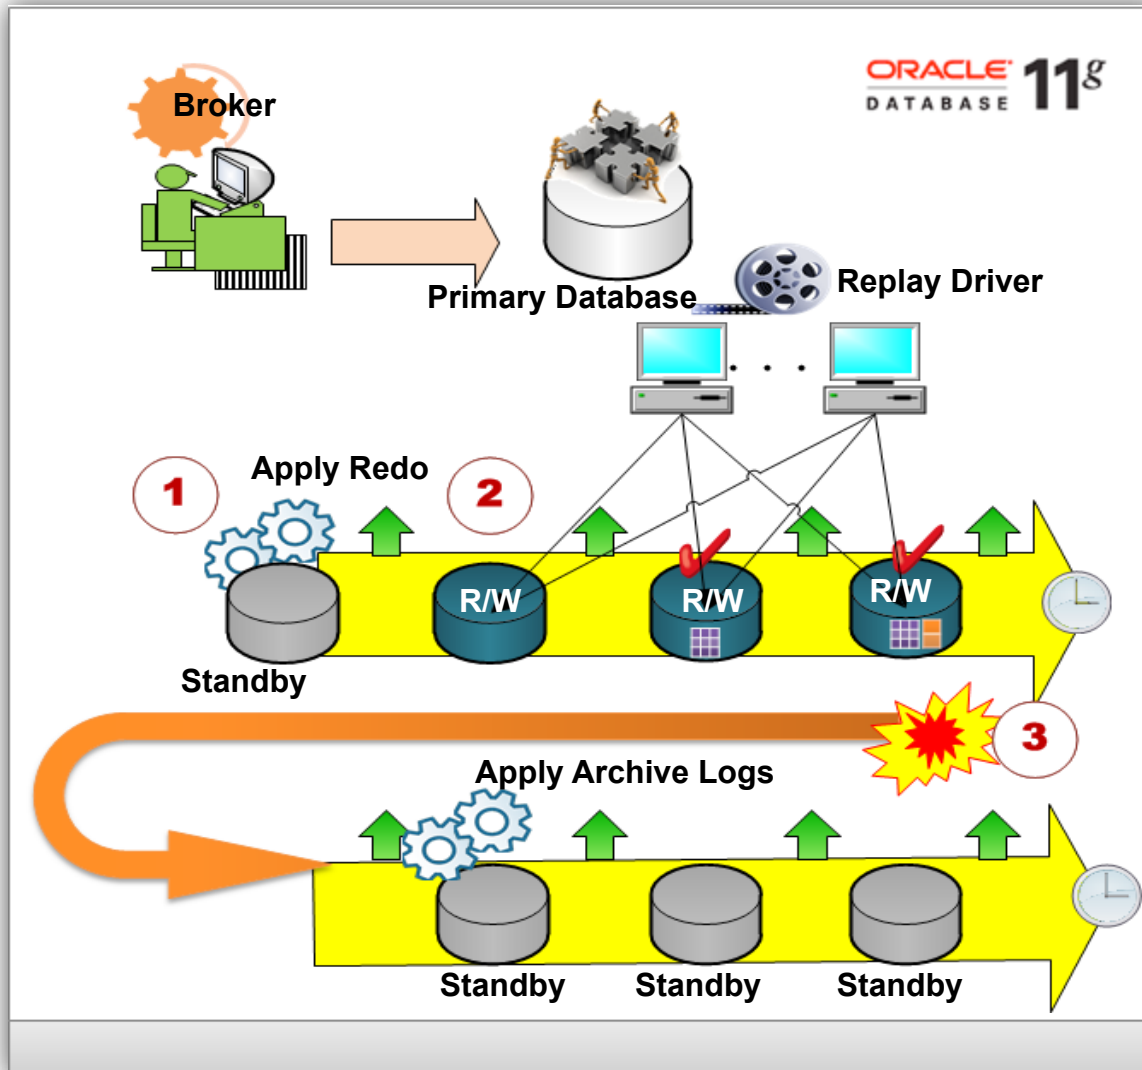 ORACLE
DATABASE 11g
Broker
Primary Database
Replay Driver
. . .
1
Apply Redo
2
R/W
R/W
R/W
Standby
3
Apply Archive Logs
Standby
Standby
Standby